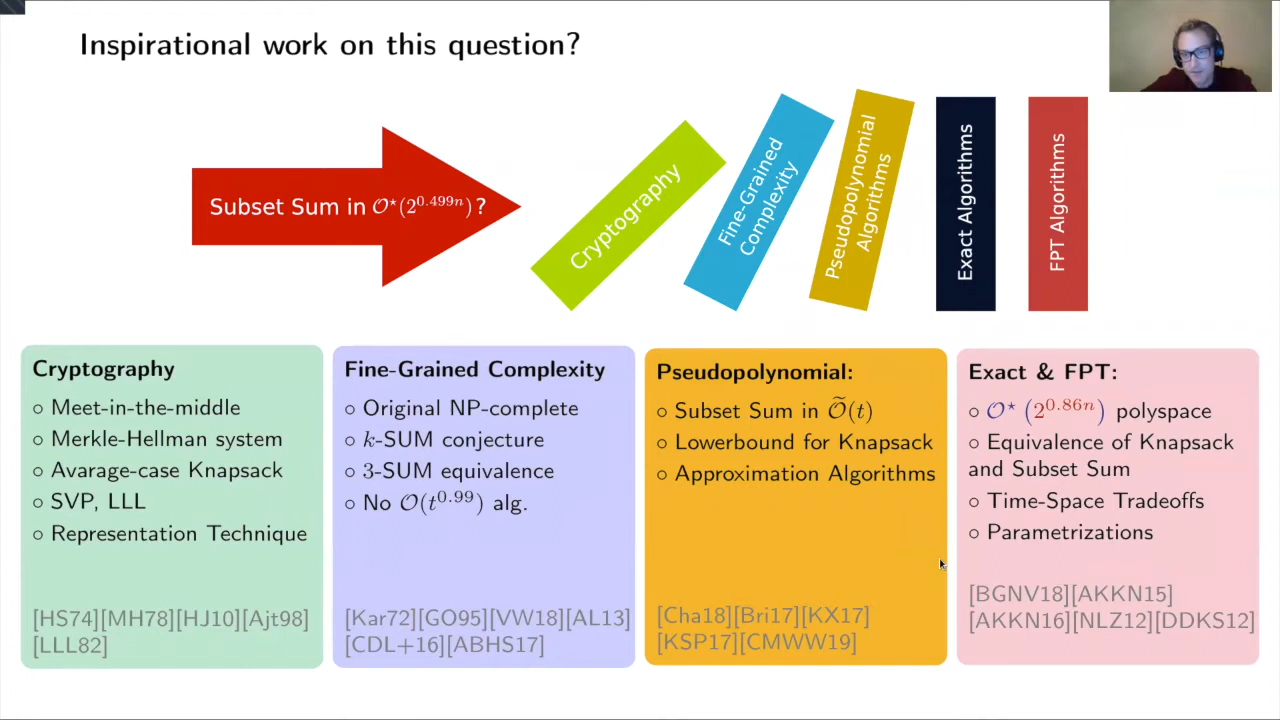 Inspirational work on this question?
Subset Sum in 𝒪⋆(2^0.499n)?
Cryptography
Fine-Grained
Complexity
Pseudopolynomial
Algorithms
Exact Algorithms
FPT Algorithms
Cryptography
○ Meet-in-the-middle
○ Merkle-Hellman system
○ Avarage-case Knapsack
○ SVP, LLL
○ Representation Technique
[HS74][MH78][HJ10][Ajt98]
[LLL82]
Fine-Grained Complexity
○ Original NP-complete
○ k-SUM conjecture
○ 3-SUM equivalence
○ No 𝒪(t^0.99) alg.
[Kar72][GO95][VW18][AL13]
[CDL+16][ABHS17]
Pseudopolynomial:
○ Subset Sum in 𝒪̃(t)
○ Lowerbound for Knapsack
○ Approximation Algorithms
[Cha18][Bri17][KX17]
[KSP17][CMWW19]
Exact & FPT:
○ 𝒪⋆(2^0.86n) polyspace
○ Equivalence of Knapsack
and Subset Sum
○ Time-Space Tradeoffs
○ Parametrizations
[BGNV18][AKKN15]
[AKKN16][NLZ12][DDKS12]